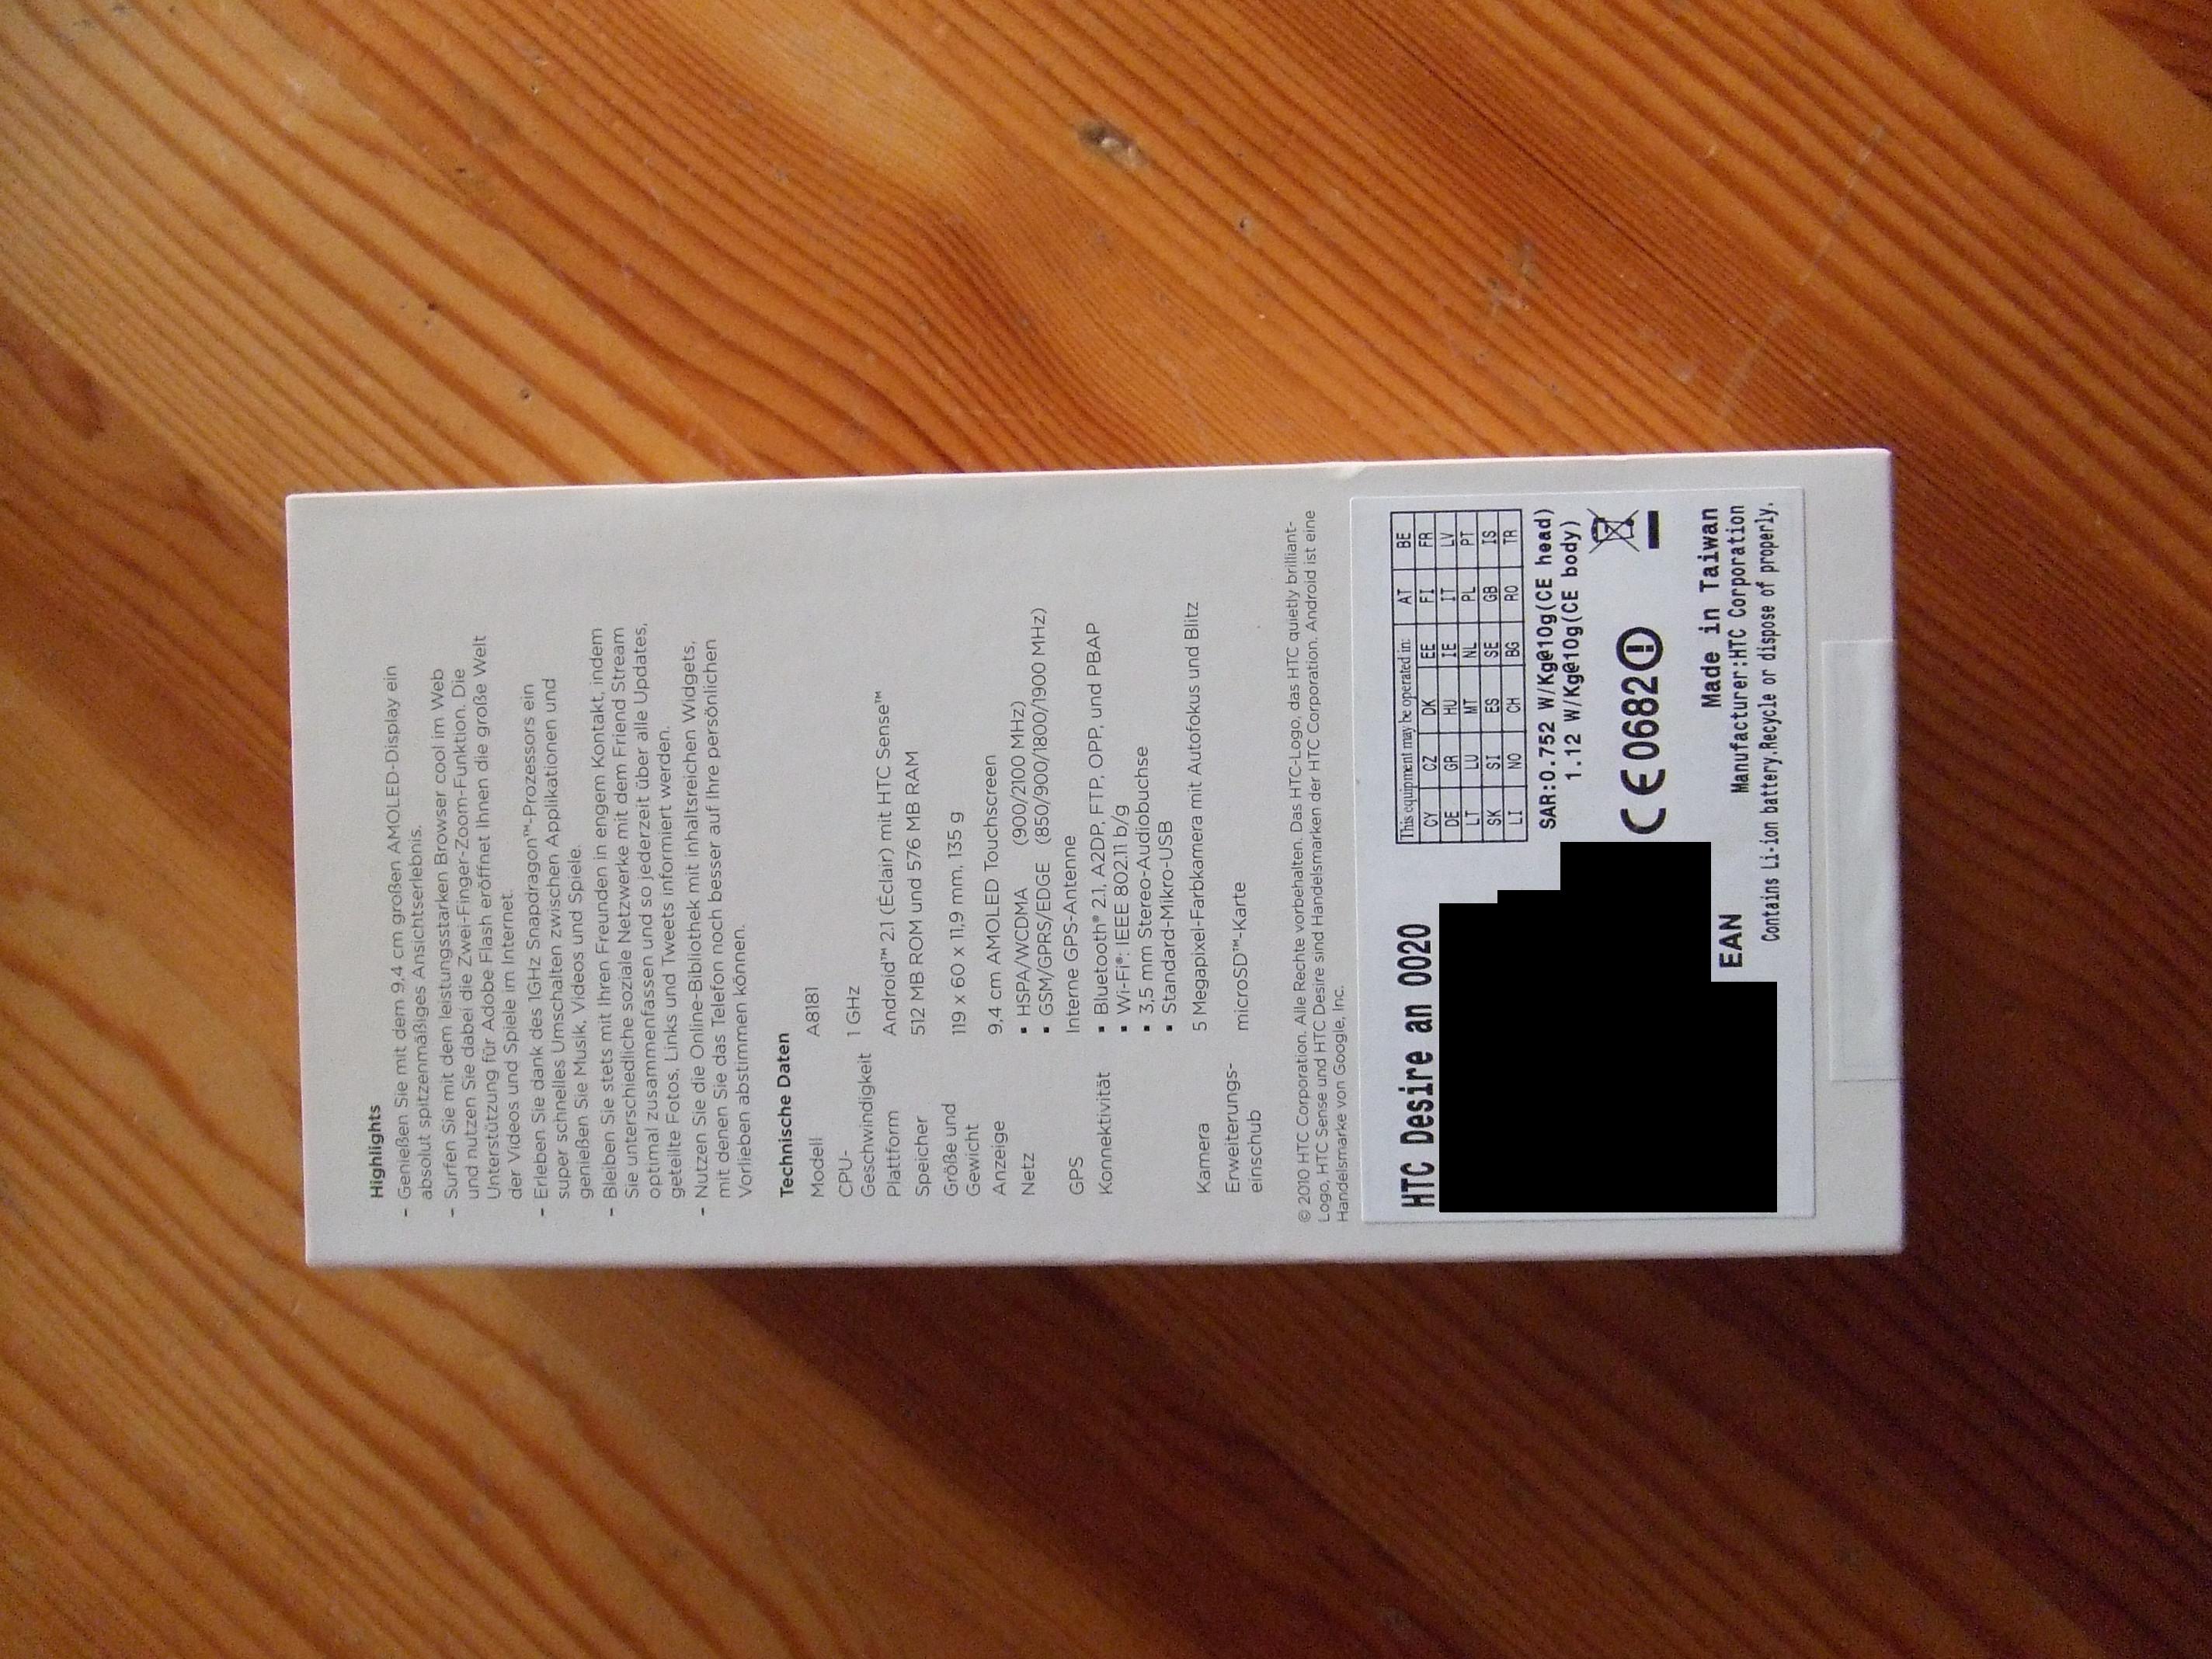 Highlights
– Genießen Sie mit dem 9,4 cm großen AMOLED-Display ein
absolut spitzenmäßiges Ansichtserlebnis.
– Surfen Sie mit dem leistungsstarken Browser cool im Web
und nutzen Sie dabei die Zwei-Finger-Zoom-Funktion. Die
Unterstützung für Adobe Flash eröffnet Ihnen die große Welt
der Videos und Spiele im Internet.
– Erleben Sie dank des 1GHz Snapdragon™-Prozessors ein
super schnelles Umschalten zwischen Applikationen und
genießen Sie Musik, Videos und Spiele.
– Bleiben Sie stets mit Ihren Freunden in engem Kontakt, indem
Sie unterschiedliche soziale Netzwerke mit dem Friend Stream
optimal zusammenfassen und so jederzeit über alle Updates,
geteilte Fotos, Links und Tweets informiert werden.
– Nutzen Sie die Online-Bibliothek mit inhaltsreichen Widgets,
mit denen Sie das Telefon noch besser auf Ihre persönlichen
Vorlieben abstimmen können.
Technische Daten
Modell A8181
CPU-
Geschwindigkeit 1 GHz
Plattform Android™ 2.1 (Éclair) mit HTC Sense™
Speicher 512 MB ROM und 576 MB RAM
Größe und
Gewicht 119 x 60 x 11,9 mm, 135 g
Anzeige 9,4 cm AMOLED Touchscreen
Netz ▪ HSPA/WCDMA (900/2100 MHz)
▪ GSM/GPRS/EDGE (850/900/1800/1900 MHz)
GPS Interne GPS-Antenne
Konnektivität ▪ Bluetooth® 2.1, A2DP, FTP, OPP, und PBAP
▪ Wi-Fi®: IEEE 802.11 b/g
▪ 3,5 mm Stereo-Audiobuchse
▪ Standard-Mikro-USB
Kamera 5 Megapixel-Farbkamera mit Autofokus und Blitz
Erweiterungs-
einschub microSD™-Karte
© 2010 HTC Corporation. Alle Rechte vorbehalten. Das HTC-Logo, das HTC quietly brilliant-
Logo, HTC Sense und HTC Desire sind Handelsmarken der HTC Corporation. Android ist eine
Handelsmarke von Google, Inc.
HTC Desire an 0020
This equipment may be operated in: AT BE
CY CZ DK EE FI FR
DE GR HU IE IT LV
LT LU MT NL PL PT
SK SI ES SE GB IS
LI NO CH BG RO TR
SAR:0.752 W/Kg@10g(CE head)
1.12 W/Kg@10g(CE body)
CE0682
Made in Taiwan
EAN Manufacturer:HTC Corporation
Contains Li-ion battery.Recycle or dispose of properly.